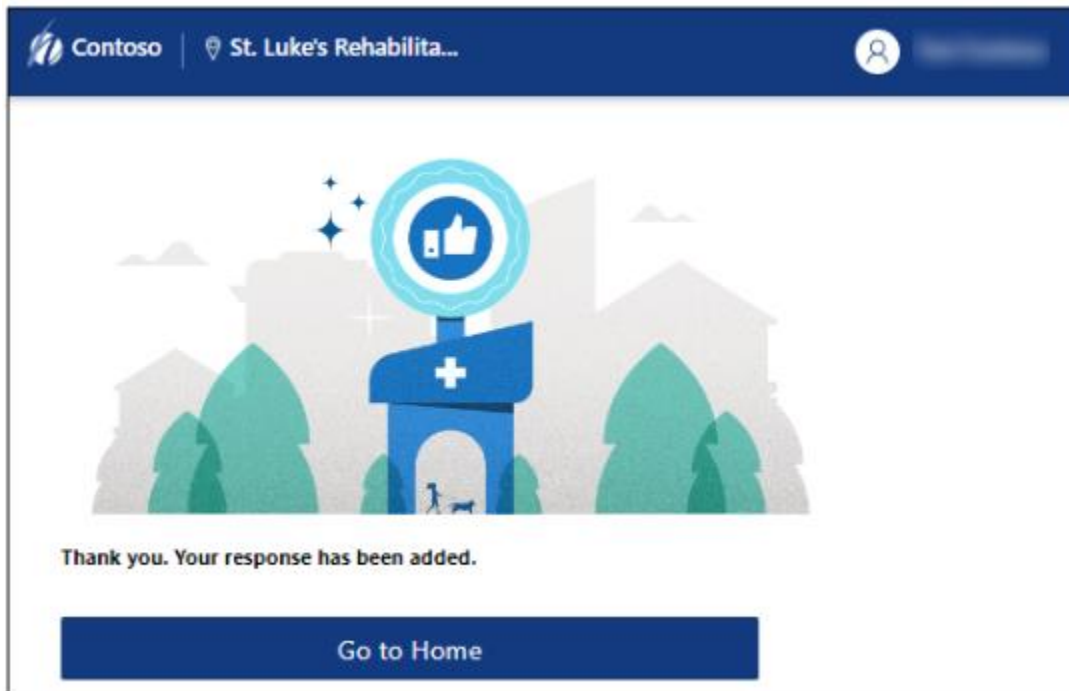 Contoso
St. Luke's Rehabilita...
Thank you. Your response has been added.
Go to Home